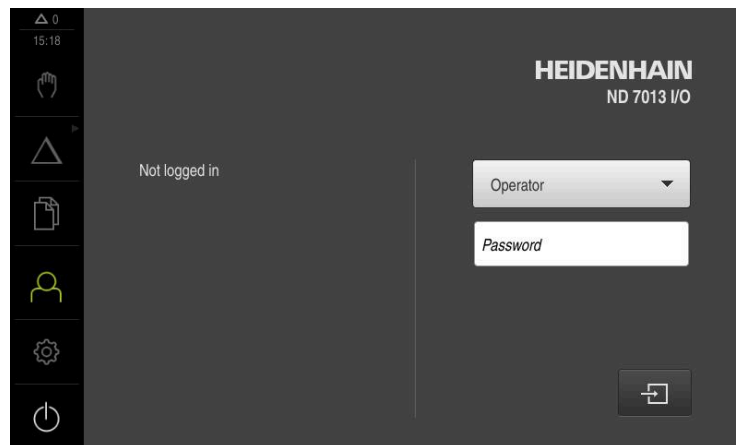 0
15:18
HEIDENHAIN
ND 7013 I/O
Not logged in
Operator
Password